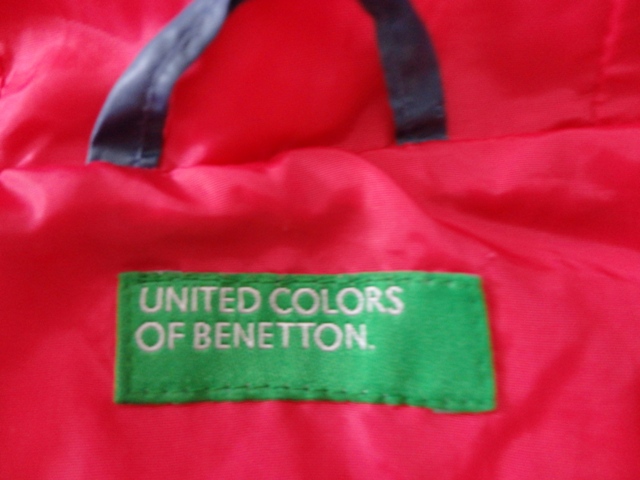 UNITED COLORS
OF BENETTON.